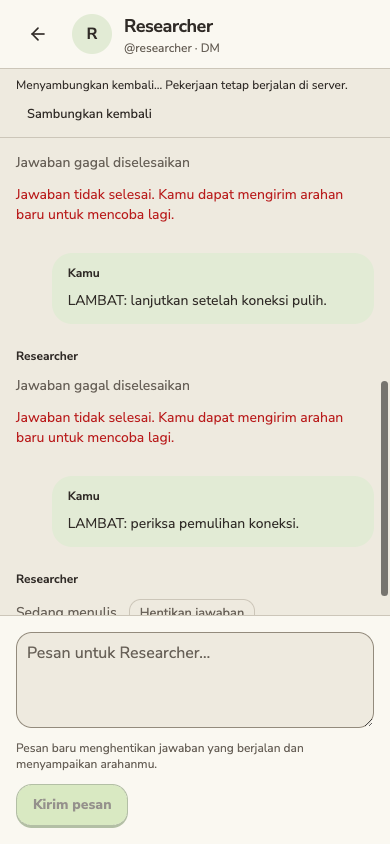 R
Researcher
@researcher · DM
Menyambungkan kembali... Pekerjaan tetap berjalan di server.
Sambungkan kembali
Jawaban gagal diselesaikan
Jawaban tidak selesai. Kamu dapat mengirim arahan
baru untuk mencoba lagi.
Kamu
LAMBAT: lanjutkan setelah koneksi pulih.
Researcher
Jawaban gagal diselesaikan
Jawaban tidak selesai. Kamu dapat mengirim arahan
baru untuk mencoba lagi.
Kamu
LAMBAT: periksa pemulihan koneksi.
Researcher
Sedang menulis
Hentikan jawaban
Pesan untuk Researcher...
Pesan baru menghentikan jawaban yang berjalan dan
menyampaikan arahanmu.
Kirim pesan